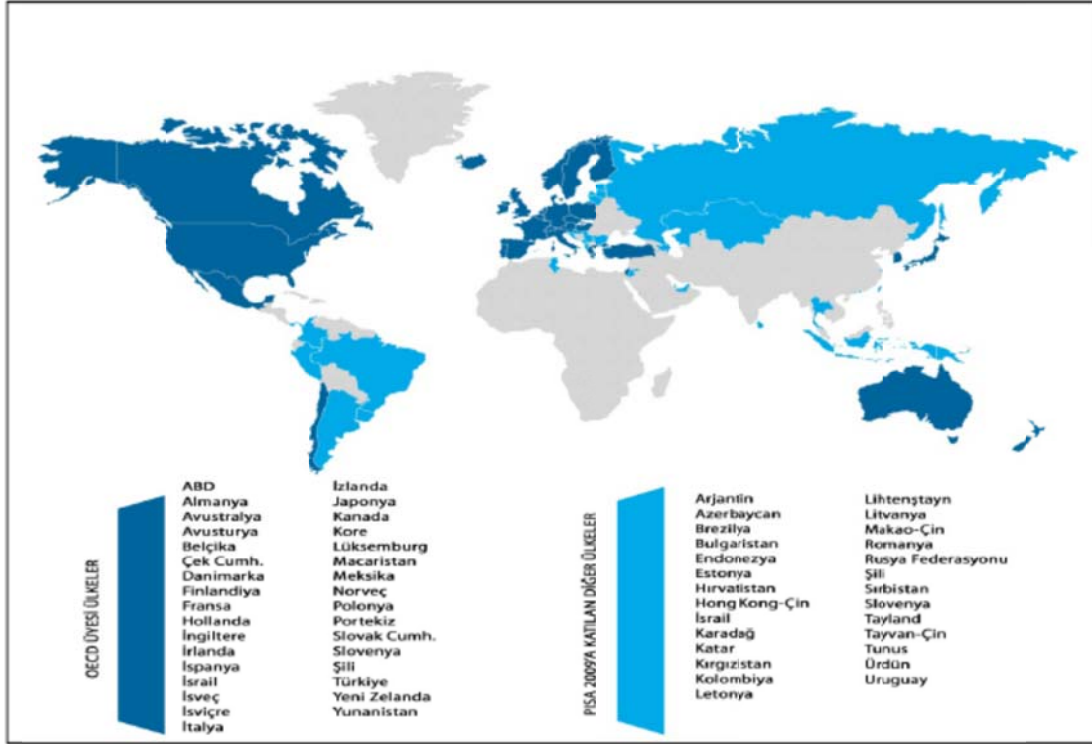 OECD ÜYESİ ÜLKELER
ABD
Almanya
Avustralya
Avusturya
Belçika
Çek Cumh.
Danimarka
Finlandiya
Fransa
Hollanda
İngiltere
İrlanda
İspanya
İsrail
İsveç
İsviçre
İtalya
İzlanda
Japonya
Kanada
Kore
Lüksemburg
Macaristan
Meksika
Norveç
Polonya
Portekiz
Slovak Cumh.
Slovenya
Şili
Türkiye
Yeni Zelanda
Yunanistan
PISA 2009'A KATILAN DİĞER ÜLKELER
Arjantin
Azerbaycan
Brezilya
Bulgaristan
Endonezya
Estonya
Hırvatistan
Hong Kong-Çin
İsrail
Karadağ
Katar
Kırgızistan
Kolombiya
Letonya
Lihtenştayn
Litvanya
Makao-Çin
Romanya
Rusya Federasyonu
Şili
Sırbistan
Slovenya
Tayland
Tayvan-Çin
Tunus
Ürdün
Uruguay